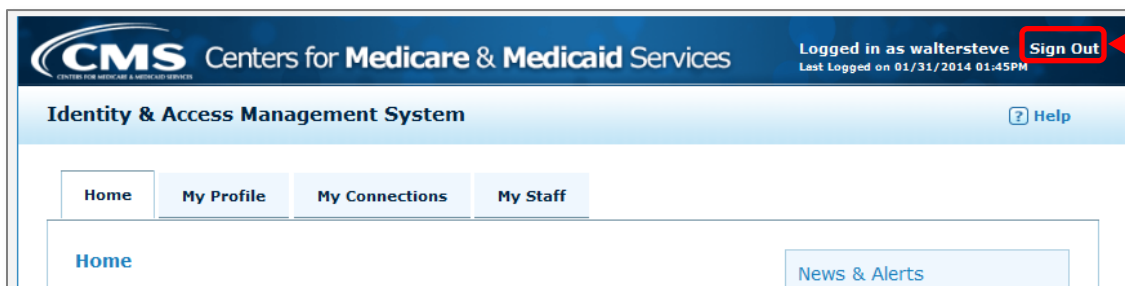 CMS Centers for Medicare & Medicaid Services
CENTERS FOR MEDICARE & MEDICAID SERVICES
Logged in as waltersteve Sign Out
Last Logged on 01/31/2014 01:45PM
Identity & Access Management System
? Help
Home My Profile My Connections My Staff
Home
News & Alerts